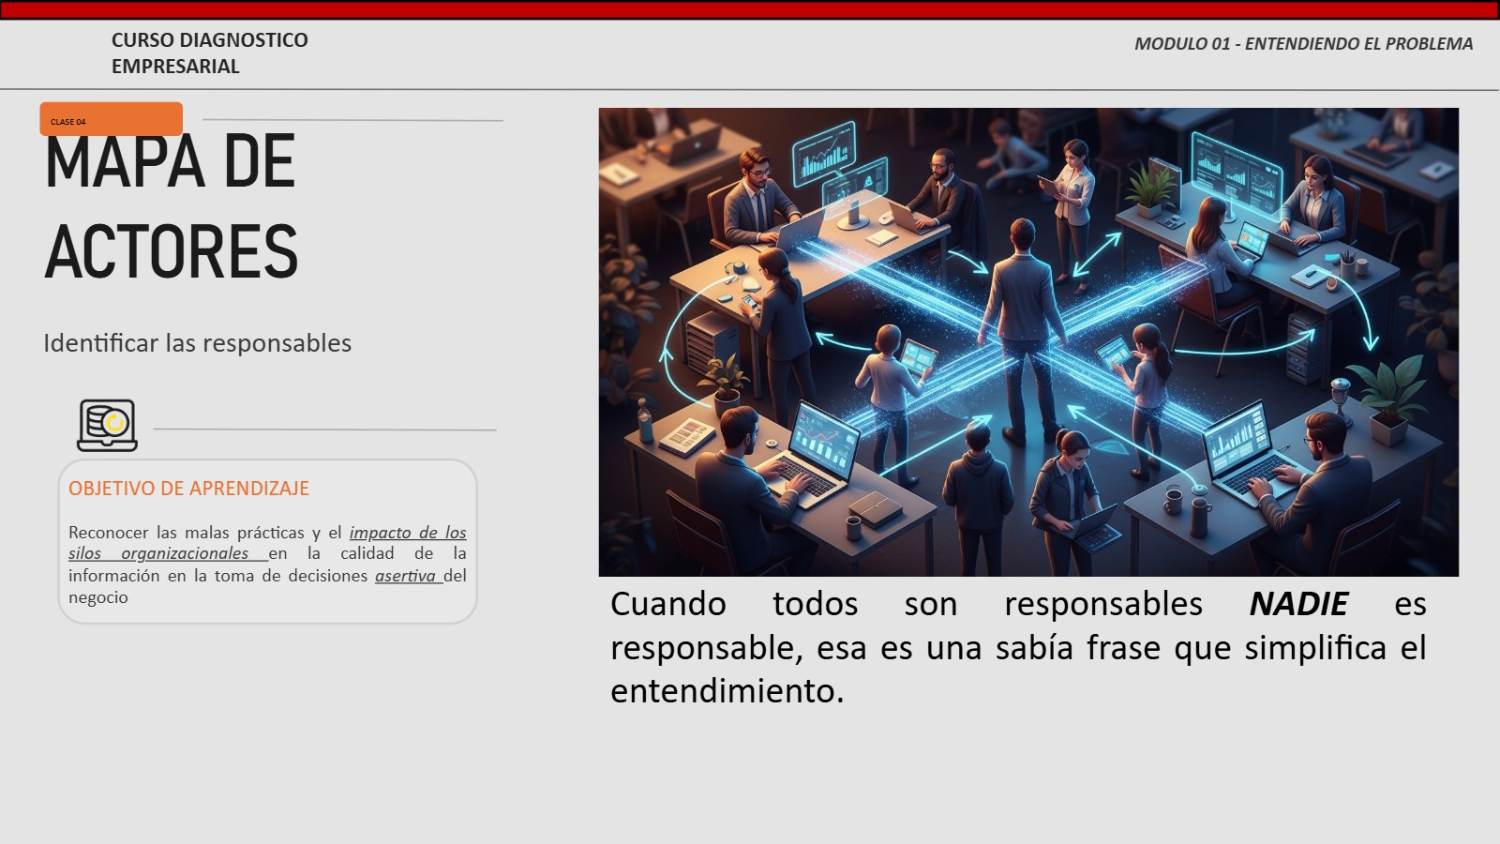 CURSO DIAGNOSTICO
EMPRESARIAL
MODULO 01 - ENTENDIENDO EL PROBLEMA
CLASE 04
MAPA DE
ACTORES
Identificar las responsables
OBJETIVO DE APRENDIZAJE
Reconocer las malas prácticas y el impacto de los
silos organizacionales en la calidad de la
información en la toma de decisiones asertiva del
negocio
Cuando todos son responsables NADIE es
responsable, esa es una sabía frase que simplifica el
entendimiento.